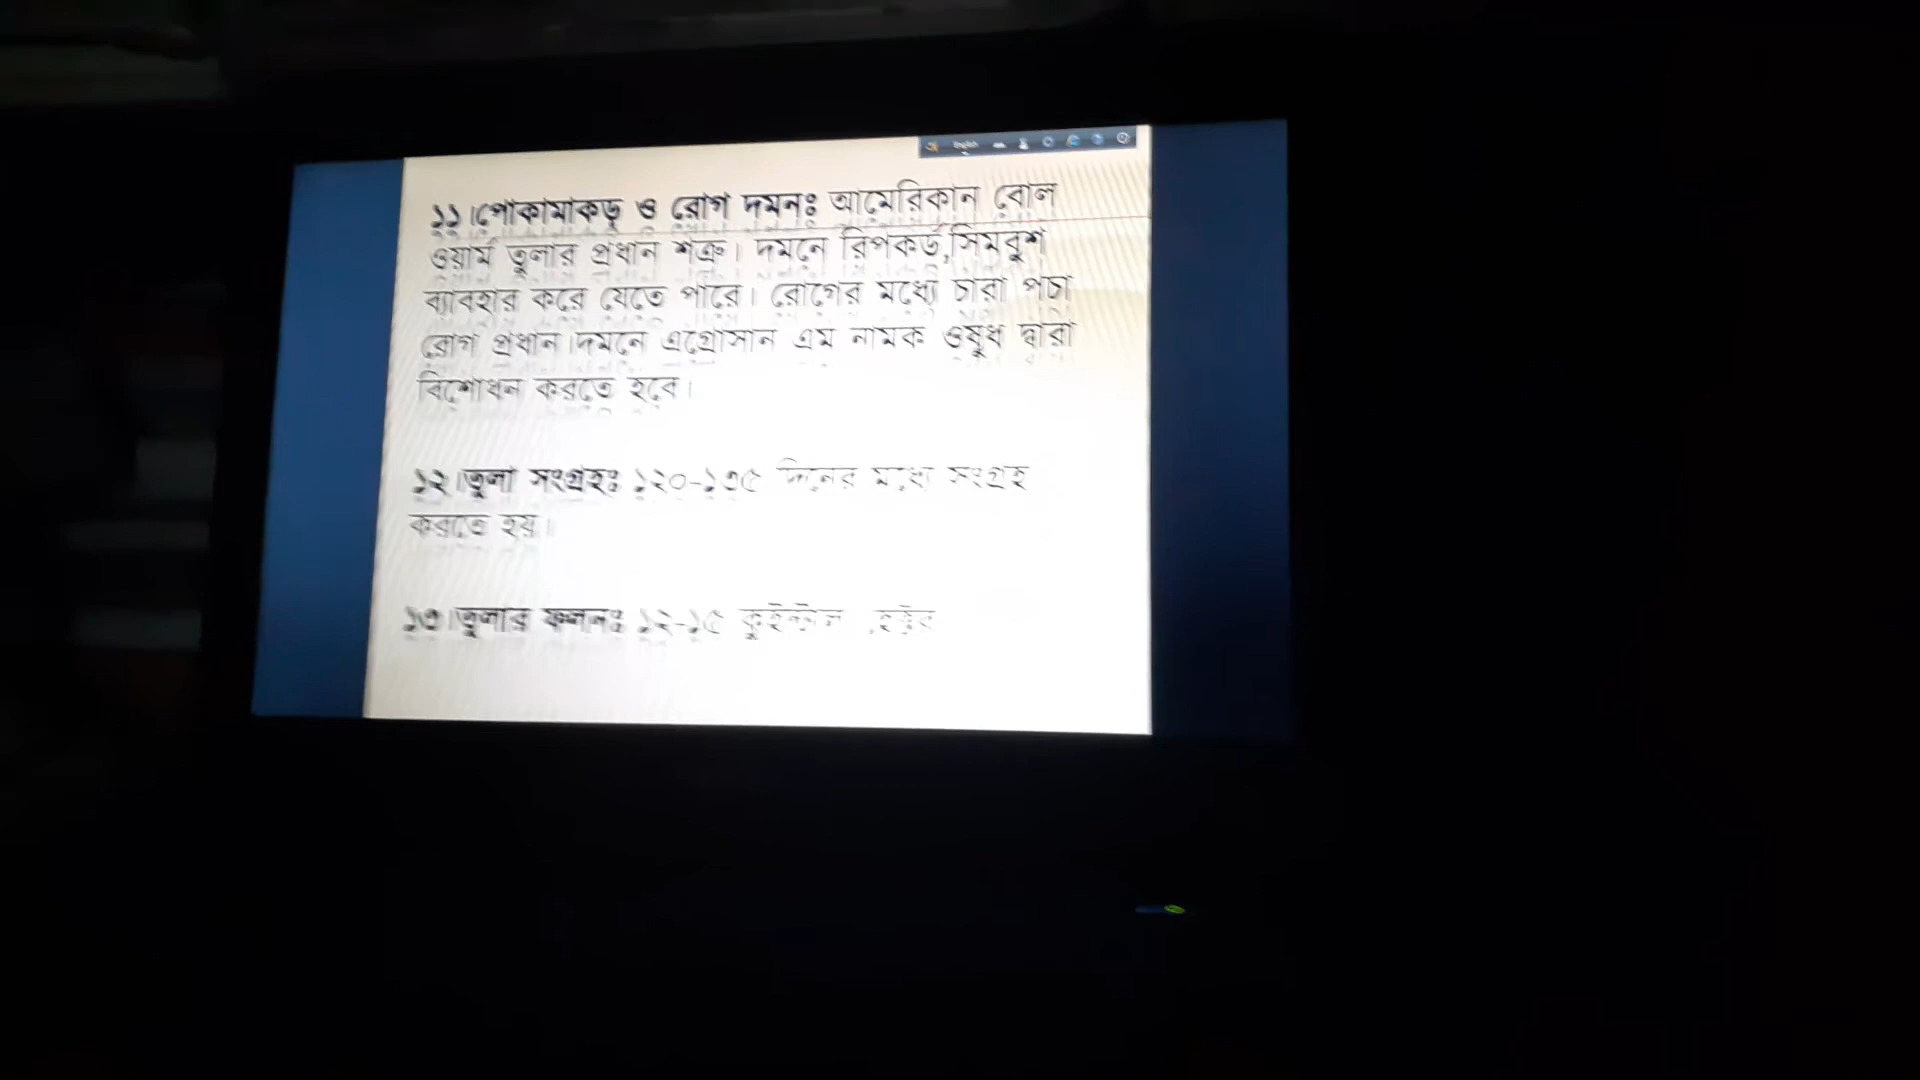 English
১১।পোকামাকড় ও রোগ দমনঃ আমেরিকান বোল
ওয়ার্ম তুলার প্রধান শত্রু। দমনে রিপকর্ড,সিমবুশ
ব্যাবহার করে যেতে পারে। রোগের মধ্যে চারা পচা
রোগ প্রধান।দমনে এগ্রোসান এম নামক ওষুধ দ্বারা
বিশোধন করতে হবে।
১২।তুলা সংগ্রহঃ ১২০-১৩৫ দিনের মধ্যে সংগ্রহ
করতে হয়।
১৩।তুলার ফলনঃ ১২-১৫ কুইন্টাল